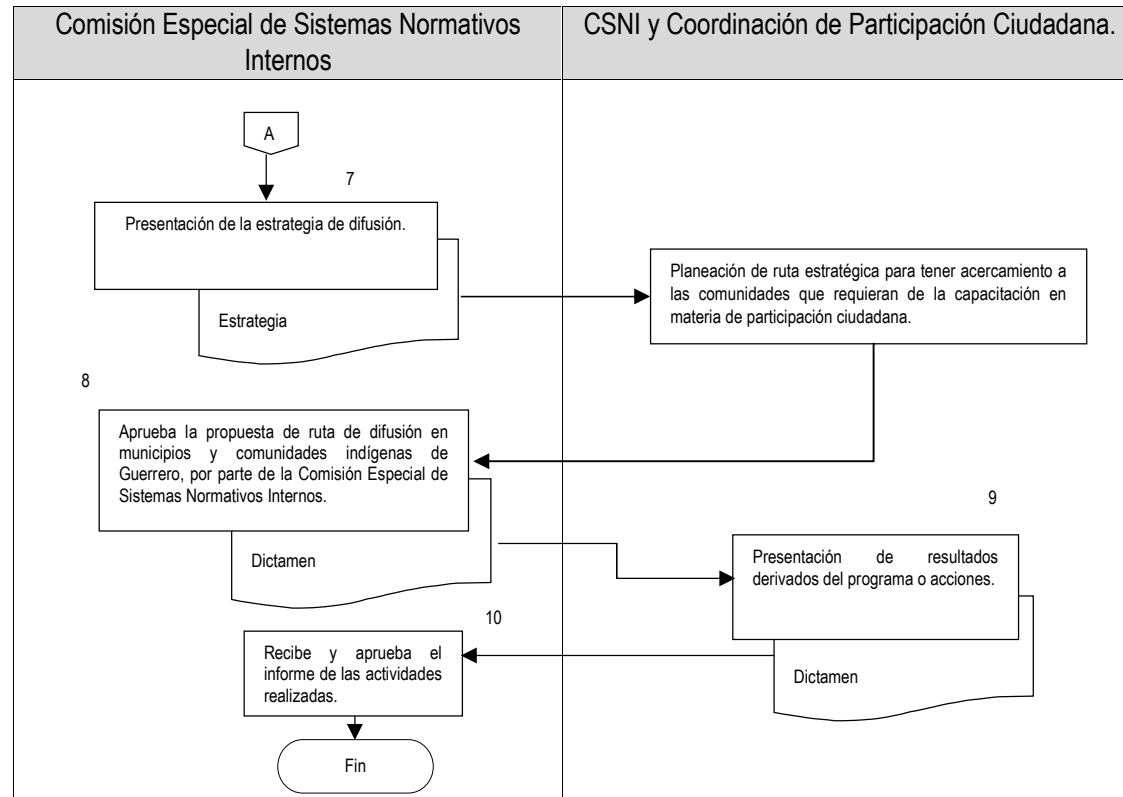 Comisión Especial de Sistemas Normativos
Internos
CSNI y Coordinación de Participación Ciudadana.
A
7
Presentación de la estrategia de difusión.
Estrategia
Planeación de ruta estratégica para tener acercamiento a
las comunidades que requieran de la capacitación en
materia de participación ciudadana.
8
Aprueba la propuesta de ruta de difusión en
municipios y comunidades indígenas de
Guerrero, por parte de la Comisión Especial de
Sistemas Normativos Internos.
Dictamen
9
Presentación de resultados
derivados del programa o acciones.
Dictamen
10
Recibe y aprueba el
informe de las actividades
realizadas.
Fin